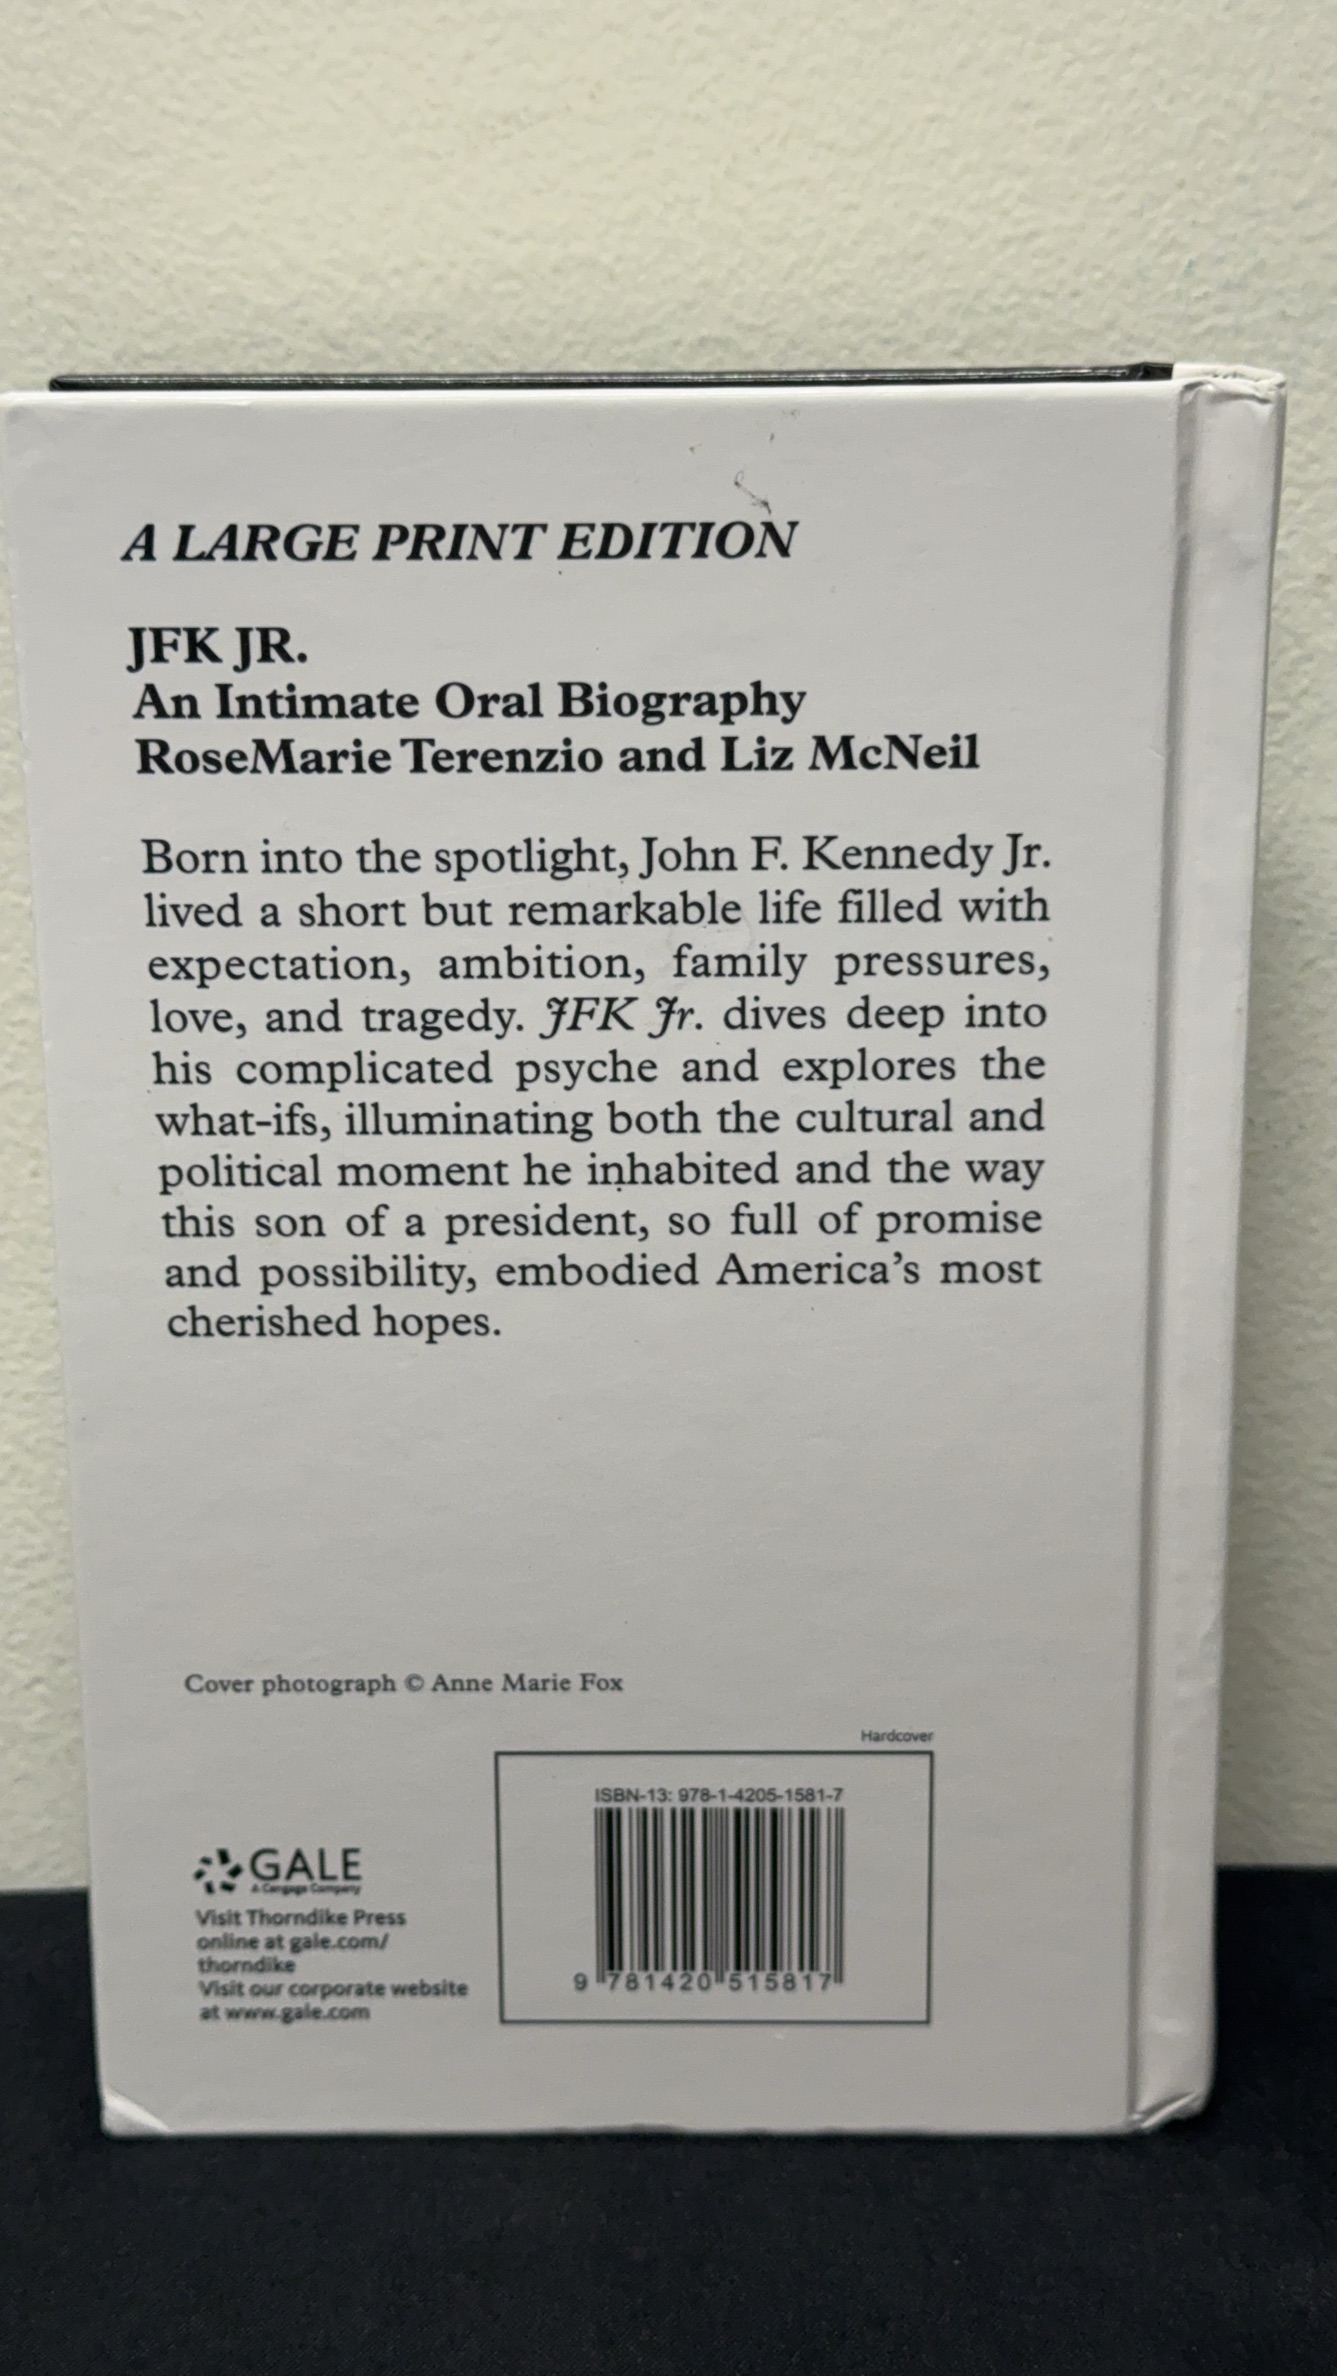 A LARGE PRINT EDITION
JFK JR.
An Intimate Oral Biography
RoseMarie Terenzio and Liz McNeil
Born into the spotlight, John F. Kennedy Jr.
lived a short but remarkable life filled with
expectation, ambition, family pressures,
love, and tragedy. JFK Jr. dives deep into
his complicated psyche and explores the
what-ifs, illuminating both the cultural and
political moment he inhabited and the way
this son of a president, so full of promise
and possibility, embodied America's most
cherished hopes.
Cover photograph © Anne Marie Fox
Hardcover
ISBN-13: 978-1-4205-1581-7
9 781420 515817
GALE
A Cengage Company
Visit Thorndike Press
online at gale.com/
thorndike
Visit our corporate website
at www.gale.com